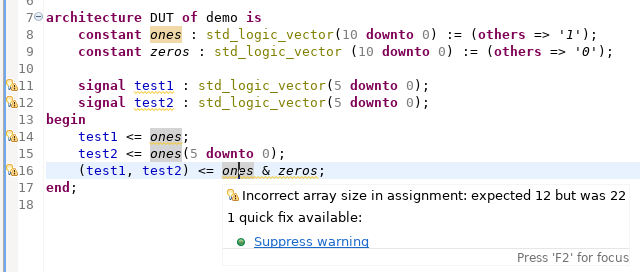 6
7 architecture DUT of demo is
8 constant ones : std_logic_vector(10 downto 0) := (others => '1');
9 constant zeros : std_logic_vector (10 downto 0) := (others => '0');
10
11 signal test1 : std_logic_vector(5 downto 0);
12 signal test2 : std_logic_vector(5 downto 0);
13 begin
14 test1 <= ones;
15 test2 <= ones(5 downto 0);
16 (test1, test2) <= ones & zeros;
17 end;
18
Incorrect array size in assignment: expected 12 but was 22
1 quick fix available:
Suppress warning
Press 'F2' for focus